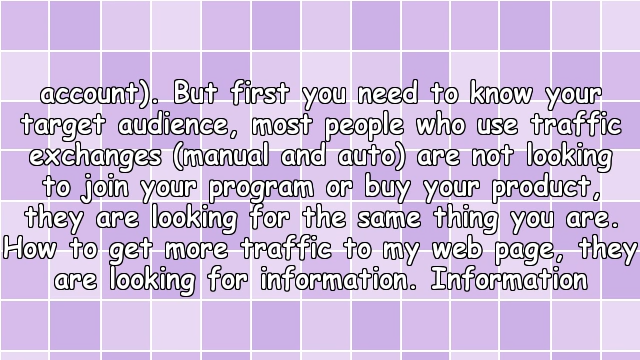 account). But first you need to know your
target audience, most people who use traffic
exchanges (manual and auto) are not looking
to join your program or buy your product,
they are looking for the same thing you are.
How to get more traffic to my web page, they
are looking for information. Information